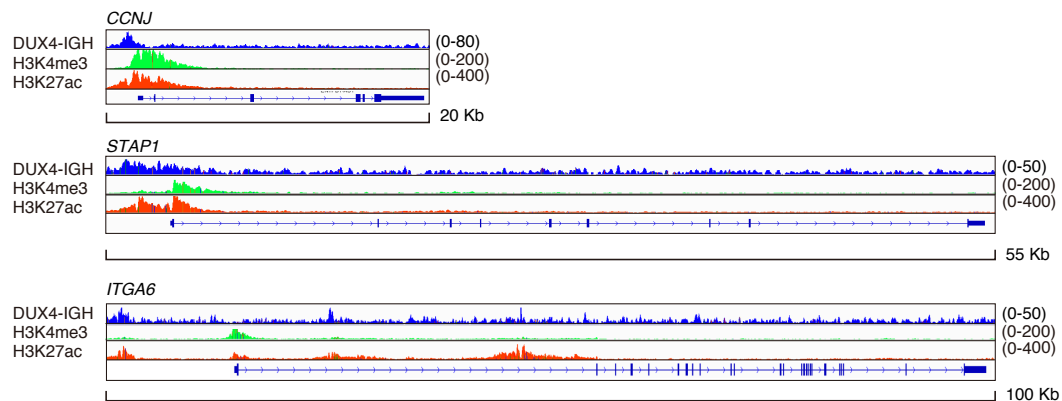 CCNJ
DUX4-IGH (0-80)
H3K4me3 (0-200)
H3K27ac (0-400)
20 Kb
STAP1
DUX4-IGH (0-50)
H3K4me3 (0-200)
H3K27ac (0-400)
55 Kb
ITGA6
DUX4-IGH (0-50)
H3K4me3 (0-200)
H3K27ac (0-400)
100 Kb